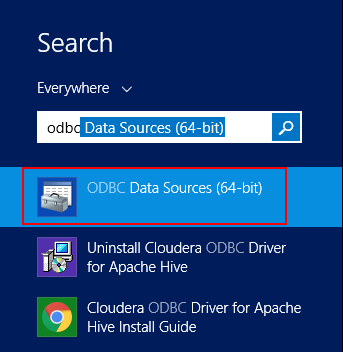 Search
Everywhere
odbc Data Sources (64-bit)
ODBC Data Sources (64-bit)
Uninstall Cloudera ODBC Driver
for Apache Hive
Cloudera ODBC Driver for Apache
Hive Install Guide